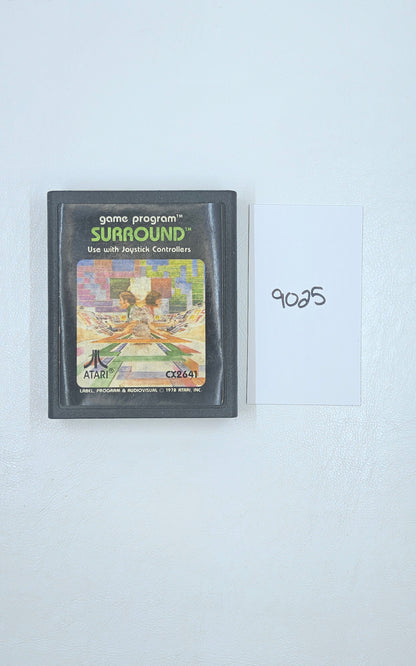 game program™
SURROUND™
Use with Joystick Controllers
ATARI®
CX2641
LABEL, PROGRAM & AUDIOVISUAL © 1978 ATARI, INC.
9025